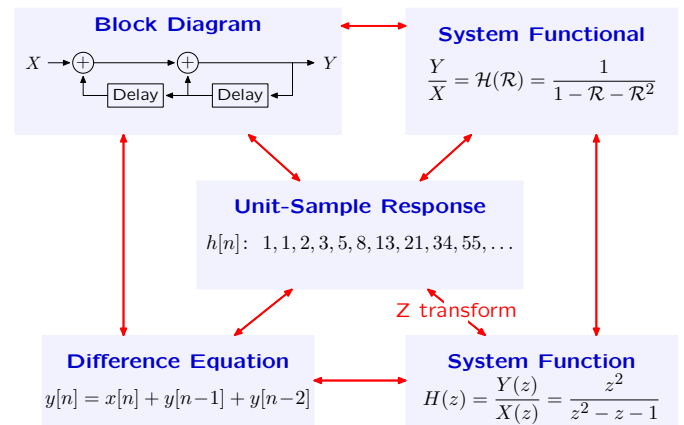 Block Diagram
X + + Y
Delay Delay
System Functional
Y/X = ℋ(ℛ) = 1/(1 − ℛ − ℛ²)
Unit-Sample Response
h[n]: 1, 1, 2, 3, 5, 8, 13, 21, 34, 55, . . .
Z transform
Difference Equation
y[n] = x[n] + y[n−1] + y[n−2]
System Function
H(z) = Y(z)/X(z) = z²/(z² − z − 1)